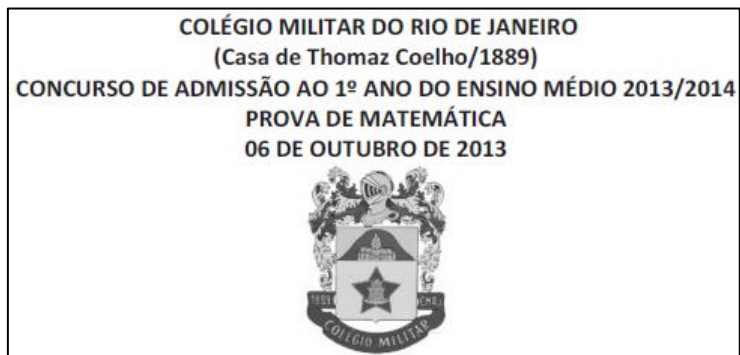 COLÉGIO MILITAR DO RIO DE JANEIRO
(Casa de Thomaz Coelho/1889)
CONCURSO DE ADMISSÃO AO 1º ANO DO ENSINO MÉDIO 2013/2014
PROVA DE MATEMÁTICA
06 DE OUTUBRO DE 2013
1889 CMRJ
COLEGIO MILITAR